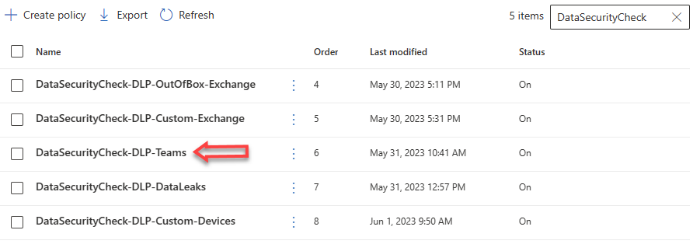 Create policy Export Refresh 5 items DataSecurityCheck
Name Order Last modified Status
DataSecurityCheck-DLP-OutOfBox-Exchange 4 May 30, 2023 5:11 PM On
DataSecurityCheck-DLP-Custom-Exchange 5 May 30, 2023 5:31 PM On
DataSecurityCheck-DLP-Teams 6 May 31, 2023 10:41 AM On
DataSecurityCheck-DLP-DataLeaks 7 May 31, 2023 12:57 PM On
DataSecurityCheck-DLP-Custom-Devices 8 Jun 1, 2023 9:50 AM On